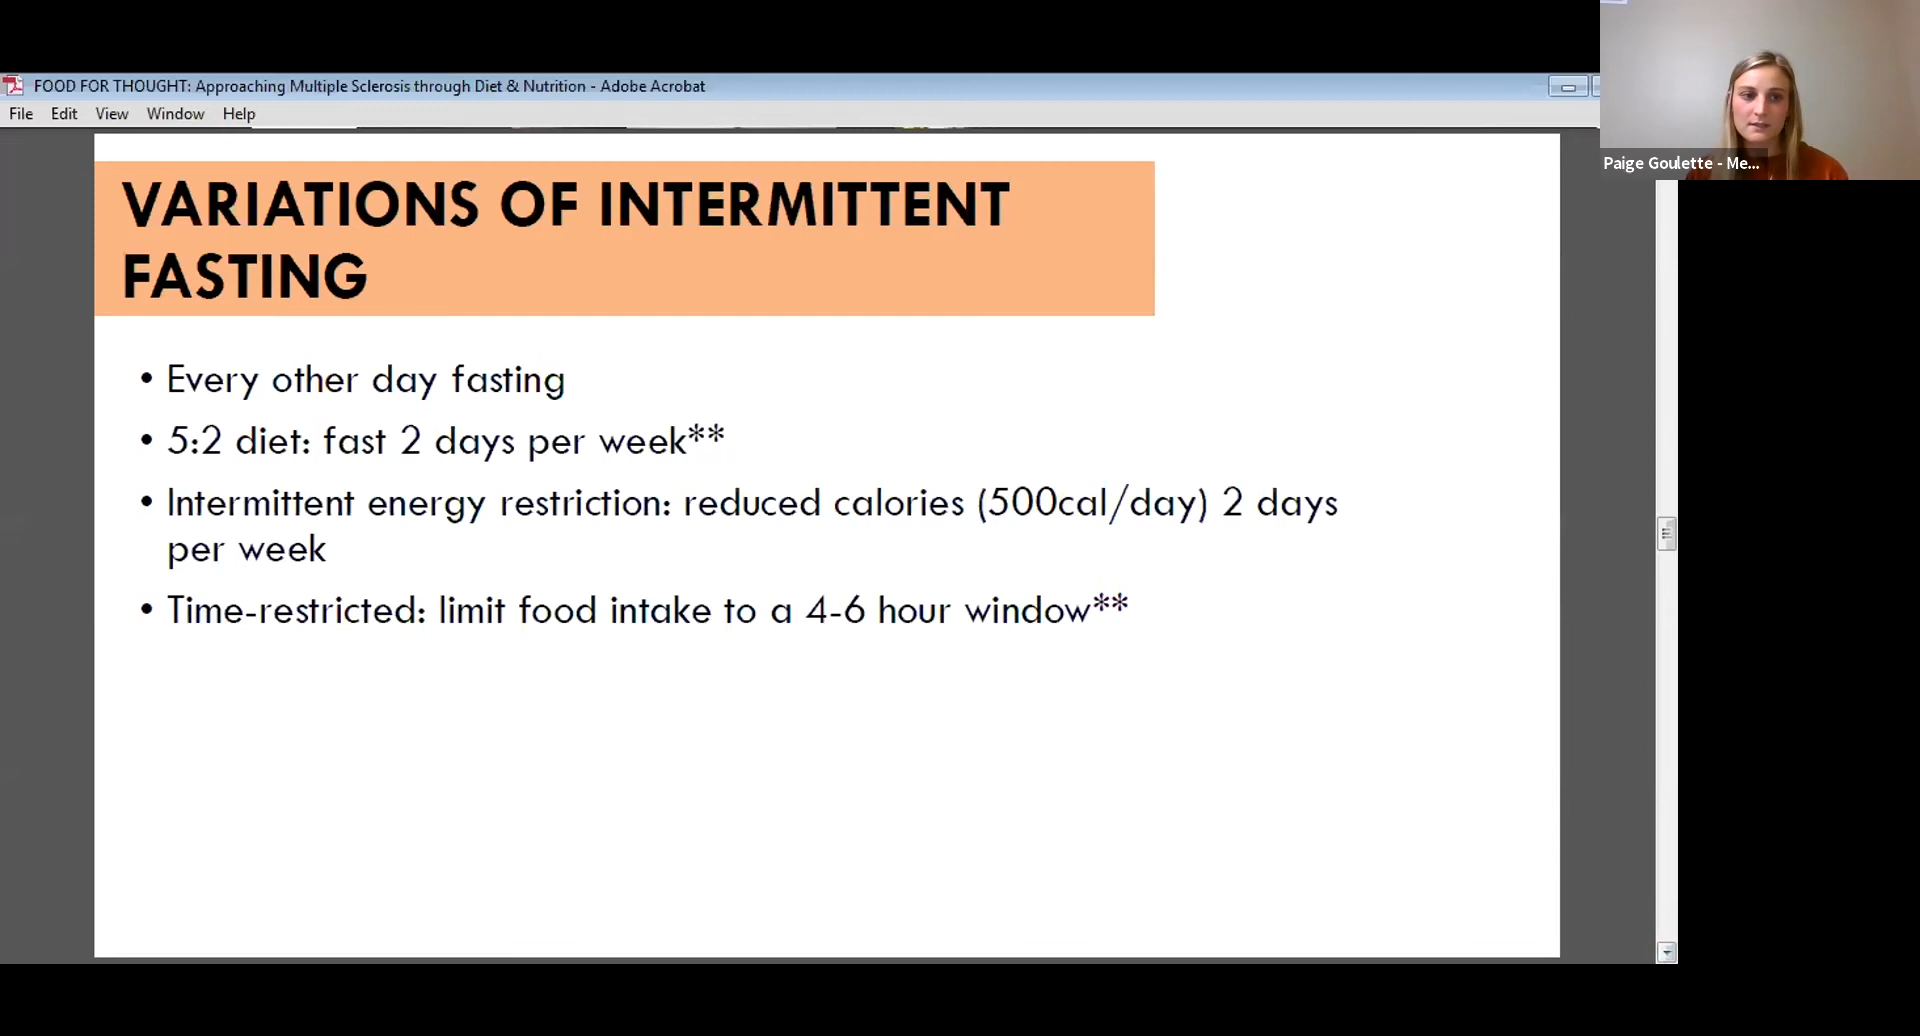 FOOD FOR THOUGHT: Approaching Multiple Sclerosis through Diet & Nutrition - Adobe Acrobat
File Edit View Window Help
Paige Goulette - Me...
VARIATIONS OF INTERMITTENT
FASTING
• Every other day fasting
• 5:2 diet: fast 2 days per week**
• Intermittent energy restriction: reduced calories (500cal/day) 2 days
per week
• Time-restricted: limit food intake to a 4-6 hour window**